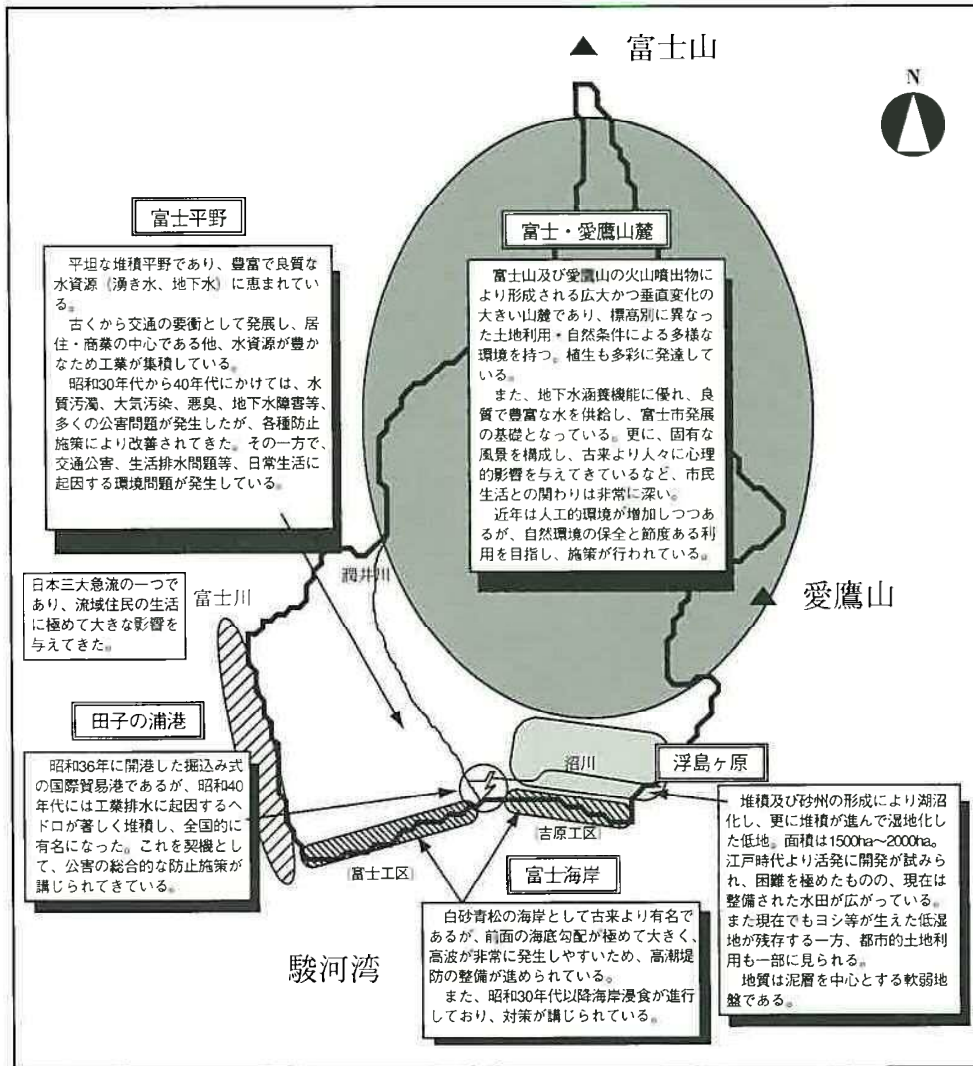 ▲ 富士山
N
富士平野
平坦な堆積平野であり、豊富で良質な
水資源（湧き水、地下水）に恵まれてい
る。
古くから交通の要衝として発展し、居
住・商業の中心である他、水資源が豊か
なため工業が集積している。
昭和30年代から40年代にかけては、水
質汚濁、大気汚染、悪臭、地下水障害等、
多くの公害問題が発生したが、各種防止
施策により改善されてきた。その一方で、
交通公害、生活排水問題等、日常生活に
起因する環境問題が発生している。
富士・愛鷹山麓
富士山及び愛鷹山の火山噴出物に
より形成される広大かつ垂直変化の
大きい山麓であり、標高別に異なっ
た土地利用・自然条件による多様な
環境を持つ。植生も多彩に発達して
いる。
また、地下水涵養機能に優れ、良
質で豊富な水を供給し、富士市発展
の基礎となっている。更に、固有な
風景を構成し、古来より人々に心理
的影響を与えてきているなど、市民
生活との関わりは非常に深い。
近年は人工的環境が増加しつつあ
るが、自然環境の保全と節度ある利
用を目指し、施策が行われている。
潤井川
日本三大急流の一つで
あり、流域住民の生活
に極めて大きな影響を
与えてきた。
富士川
▲ 愛鷹山
田子の浦港
昭和36年に開港した掘込み式
の国際貿易港であるが、昭和40
年代には工業排水に起因するヘ
ドロが著しく堆積し、全国的に
有名になった。これを契機とし
て、公害の総合的な防止施策が
講じられてきている。
沼川
浮島ヶ原
堆積及び砂州の形成により湖沼
化し、更に堆積が進んで湿地化し
た低地。面積は1500ha～2000ha。
江戸時代より活発に開発が試みら
れ、困難を極めたものの、現在は
整備された水田が広がっている。
また現在でもヨシ等が生えた低湿
地が残存する一方、都市的土地利
用も一部に見られる。
地質は泥層を中心とする軟弱地
盤である。
吉原工区
(富士工区)
富士海岸
白砂青松の海岸として古来より有名で
あるが、前面の海底勾配が極めて大きく、
高波が非常に発生しやすいため、高潮堤
防の整備が進められている。
また、昭和30年代以降海岸浸食が進行
しており、対策が講じられている。
駿河湾